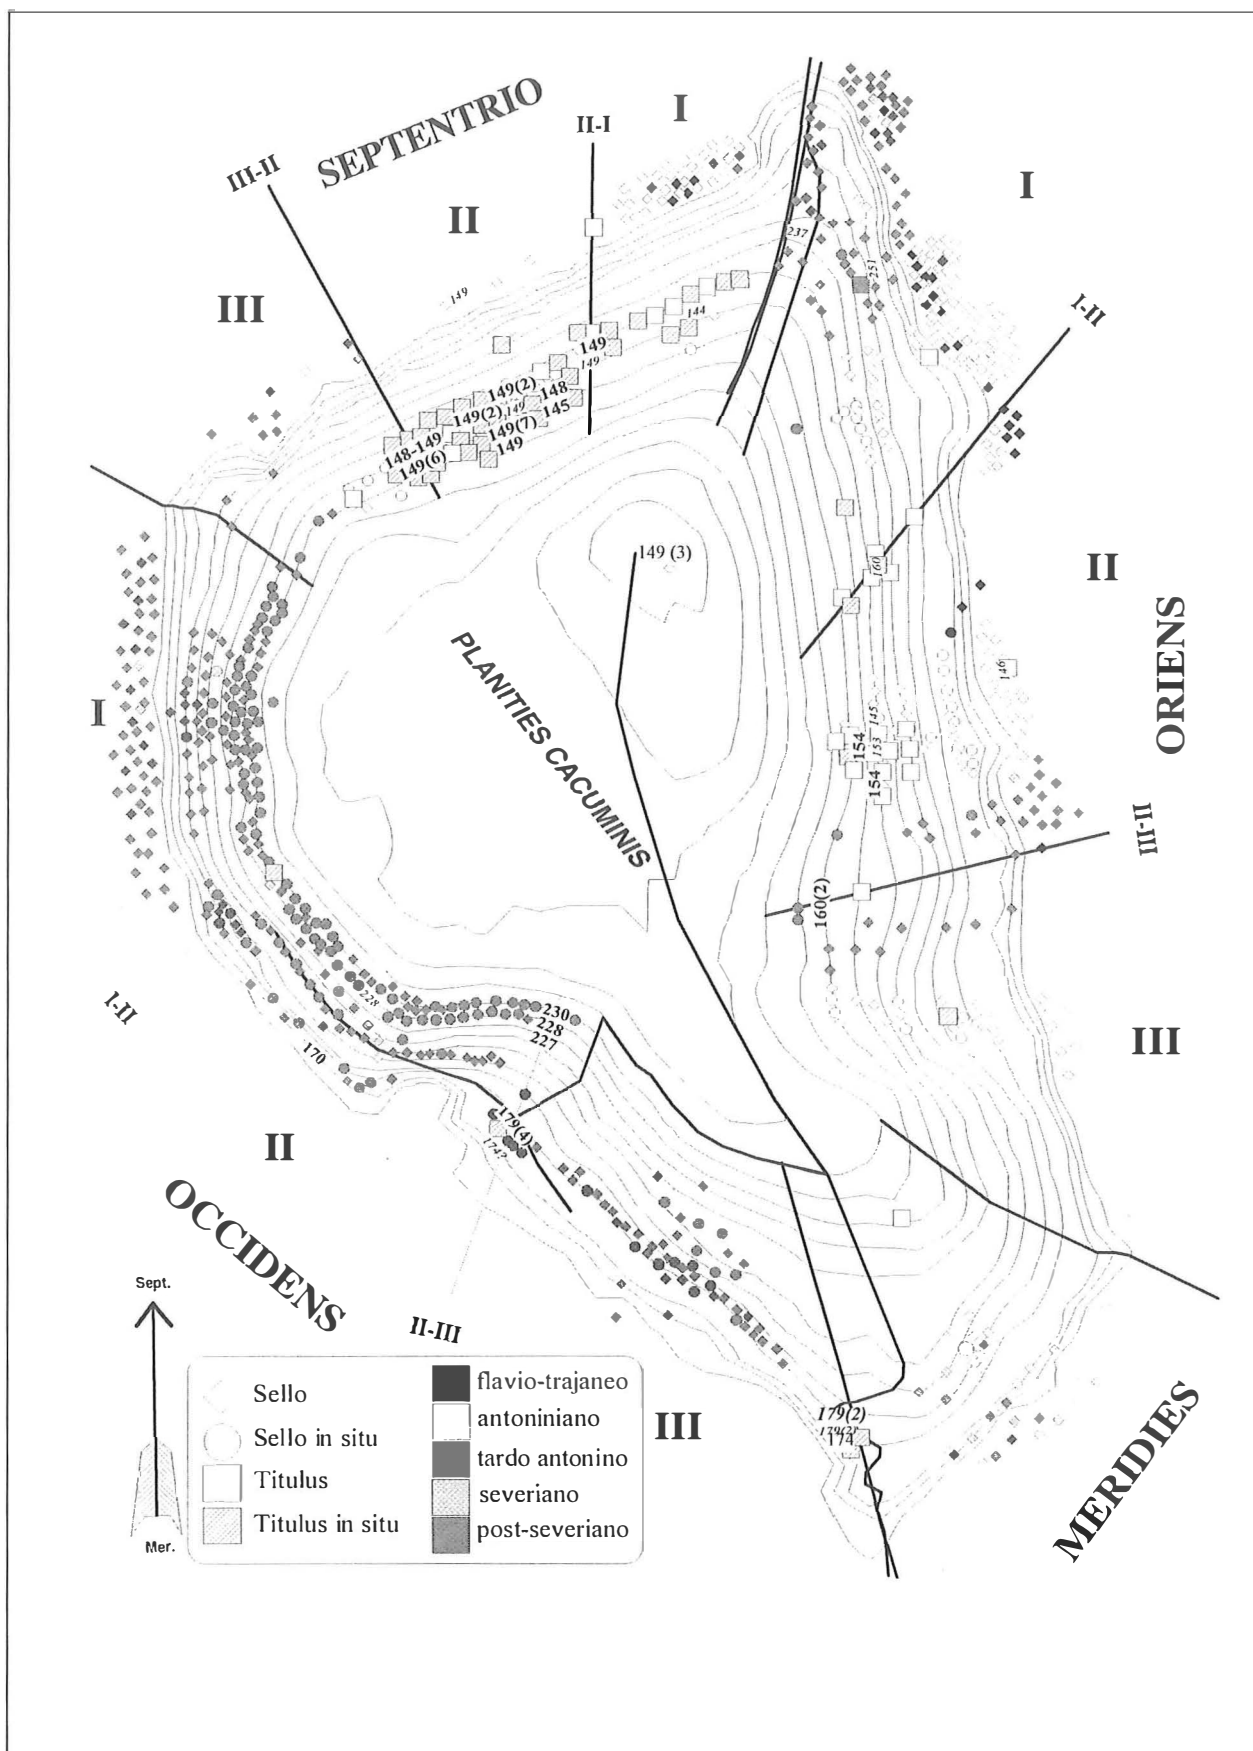 SEPTENTRIO
I
II-I
III-II
II
I
III
237
251
149
I-II
144
149
149
149(2)
148
149(2)
149
145
149(7)
148-149
149
149(6)
149 (3)
160
II
ORIENS
PLANITIES CACUMINIS
146
I
145
154
153
154
III-II
160(2)
228
I-II
230
228
227
170
III
179(4)
174?
II
OCCIDENS
Sept.
II-III
Mer.
Sello
Sello in situ
Titulus
Titulus in situ
flavio-trajaneo
antoniniano
tardo antonino
severiano
post-severiano
III
179(2)
174
MERIDIES